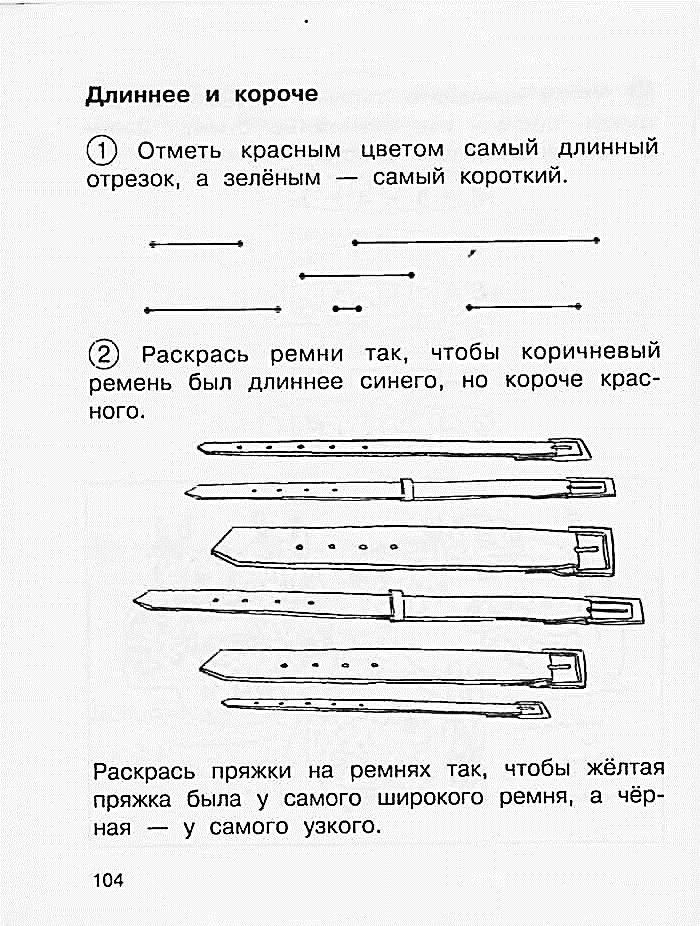 Длиннее и короче
1 Отметь красным цветом самый длинный
отрезок, а зелёным — самый короткий.
2 Раскрась ремни так, чтобы коричневый
ремень был длиннее синего, но короче крас-
ного.
Раскрась пряжки на ремнях так, чтобы жёлтая
пряжка была у самого широкого ремня, а чёр-
ная — у самого узкого.
104